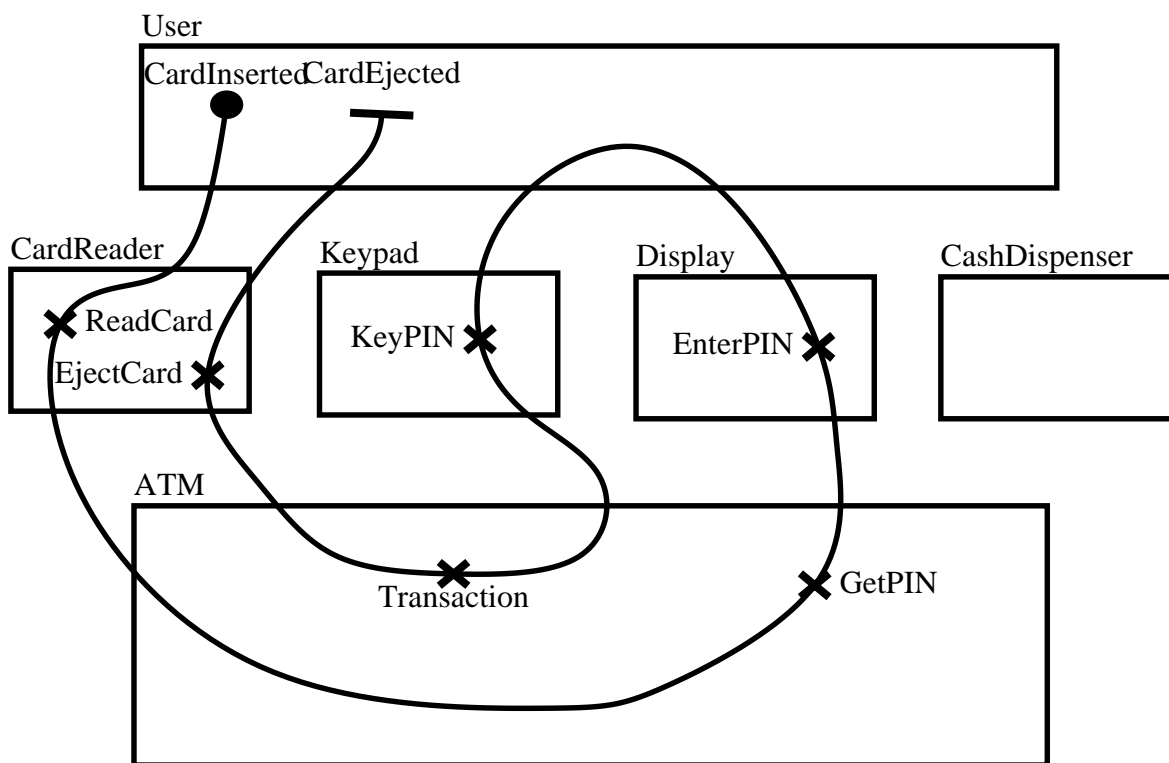 User
CardInserted
CardEjected
CardReader
Keypad
Display
CashDispenser
ReadCard
KeyPIN
EnterPIN
EjectCard
ATM
Transaction
GetPIN